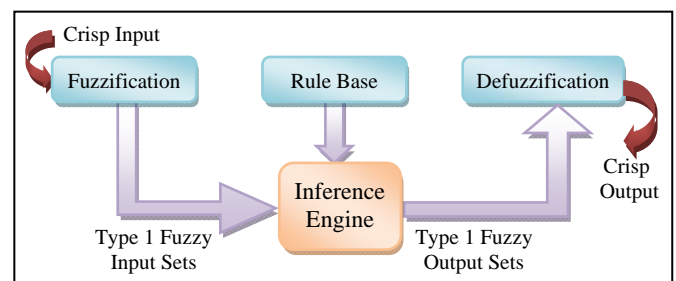 Crisp Input
Fuzzification
Rule Base
Defuzzification
Crisp
Output
Inference
Engine
Type 1 Fuzzy
Input Sets
Type 1 Fuzzy
Output Sets